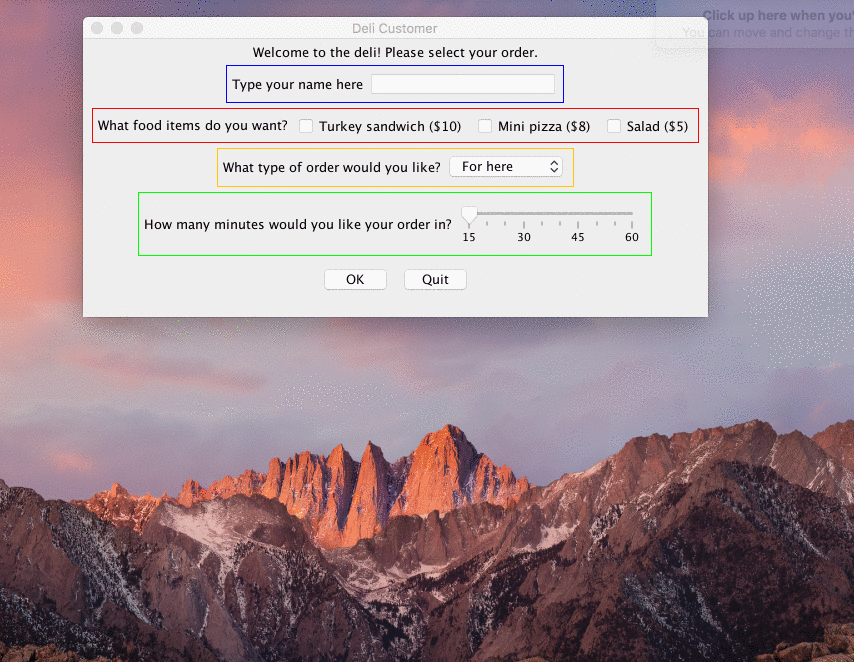 Click up here when you'
Deli Customer
You can move and change th
Welcome to the deli! Please select your order.
Type your name here
What food items do you want? Turkey sandwich ($10) Mini pizza ($8) Salad ($5)
What type of order would you like? For here
How many minutes would you like your order in?
15 30 45 60
OK Quit